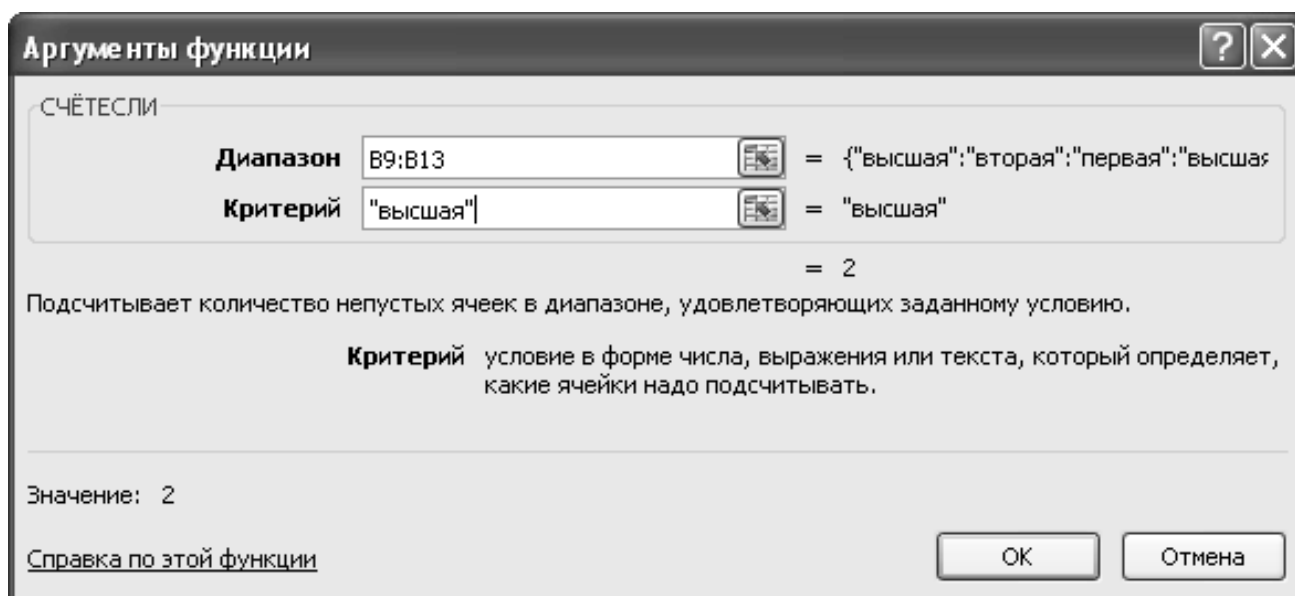 Аргументы функции
СЧЁТЕСЛИ
Диапазон B9:B13 = {"высшая":"вторая":"первая":"высшая
Критерий "высшая" = "высшая"
= 2
Подсчитывает количество непустых ячеек в диапазоне, удовлетворяющих заданному условию.
Критерий условие в форме числа, выражения или текста, который определяет,
какие ячейки надо подсчитывать.
Значение: 2
Справка по этой функции
ОК
Отмена